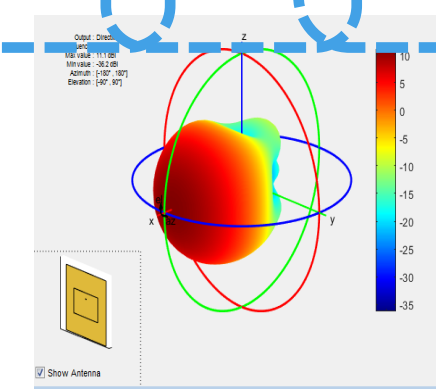 Output : Directi
Max value : 11.1 dBi
Min value : -36.2 dBi
Azimuth : [-180° , 180°]
Elevation : [-90° , 90°]
z
x
y
10
5
0
-5
-10
-15
-20
-25
-30
-35
Show Antenna